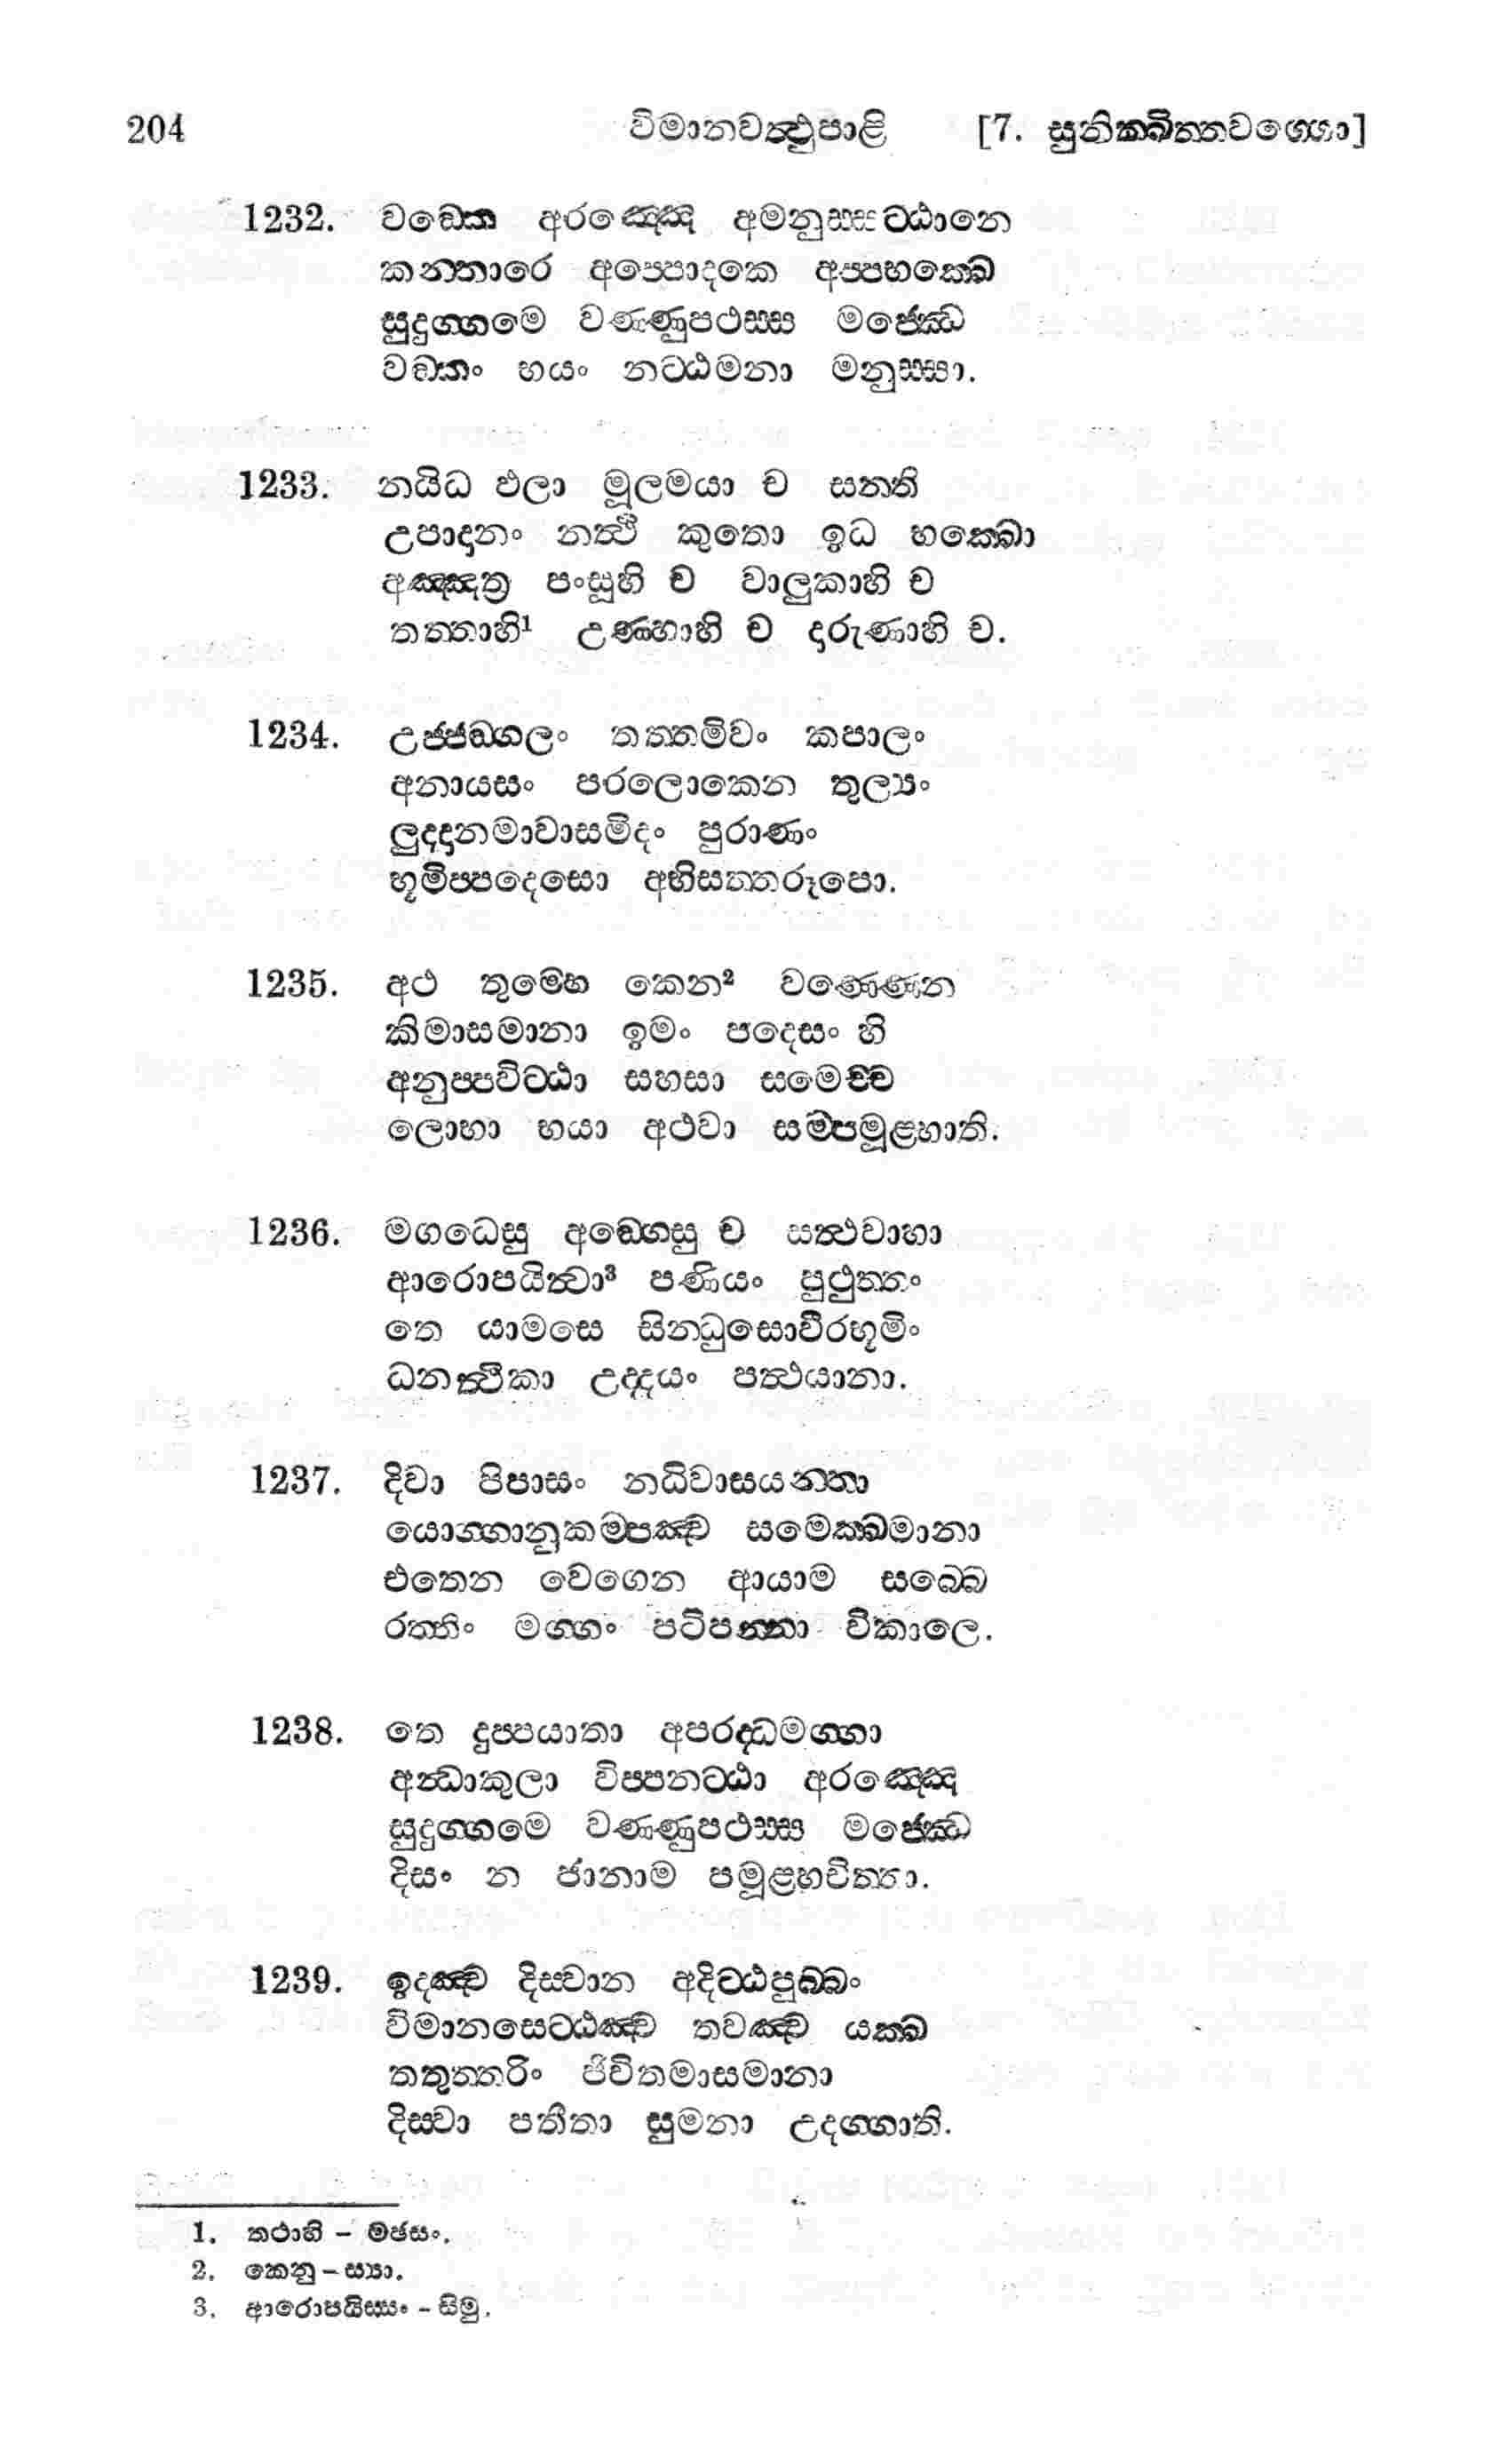 204 විමානවත්‍ථුපාළි [7. සුනික‍්ඛිත‍්තවග‍්ගො]
1232. වඞ‍්කෙ අරඤ‍්ඤෙ අමනුස‍්සට‍්ඨානෙ
කන‍්තාරෙ අප‍්පොදකෙ අප‍්පභක‍්ඛෙ
සුදුග‍්ගමෙ වණ‍්ණුපථස‍්ස මජ‍්ඣෙ
වඞ‍්කං භයං නට‍්ඨමනා මනුස‍්සා.
1233. නයිධ ඵලා මූලමයා ච සන‍්ති
උපාදානං නත්‍ථි කුතො ඉධ භක‍්ඛො
අඤ‍්ඤත්‍ර පංසූහි ච වාලුකාහි ච
තත‍්තාහි¹ උණ‍්හාහි ච දාරුණාහි ච.
1234. උජ‍්ජඞ‍්ගලං තත‍්තමිවං කපාලං
අනායසං පරලොකෙන තුල්‍යං
ලුද‍්දානමාවාසමිදං පුරාණං
භූමිප‍්පදෙසො අභිසත‍්තරූපො.
1235. අථ තුම‍්හෙ කෙන² වණ‍්ණෙන
කිමාසමානා ඉමං පදෙසං හි
අනුප‍්පවිට‍්ඨා සහසා සමෙච‍්ච
ලොභා භයා අථවා සම‍්පමූළ‍්හාති.
1236. මගධෙසු අඞ‍්ගෙසු ච සත්‍ථවාහා
ආරොපයිත්‍වා³ පණියං පුථුත‍්තං
තෙ යාමසෙ සින්‍ධුසොවීරභූමිං
ධනත්‍ථිකා උද‍්දයං පත්‍ථයානා.
1237. දිවා පිපාසං නධිවාසයන‍්තා
යොග‍්ගානුකම‍්පඤ‍්ච සමෙක‍්ඛමානා
එතෙන වෙගෙන ආයාම සබ‍්බෙ
රත‍්තිං මග‍්ගං පටිපන‍්නා විකාලෙ.
1238. තෙ දුප‍්පයාතා අපරද‍්ධමග‍්ගා
අන්‍ධාකුලා විප‍්පනට‍්ඨා අරඤ‍්ඤෙ
සුදුග‍්ගමෙ වණ‍්ණුපථස‍්ස මජ‍්ඣෙ
දිසං න ජානාම පමූළ‍්හචිත‍්තා.
1239. ඉදඤ‍්ච දිස‍්වාන අදිට‍්ඨපුබ‍්බං
විමානසෙට‍්ඨඤ‍්ච තවඤ‍්ච යක‍්ඛ
තතුත‍්තරිං ජීවිතමාසමානා
දිස‍්වා පතීතා සුමනා උදග‍්ගාති.
1. තථාහි – මජසං.
2. කෙනු – ස්‍යා.
3. ආරොපයිස‍්සං – සීමු.